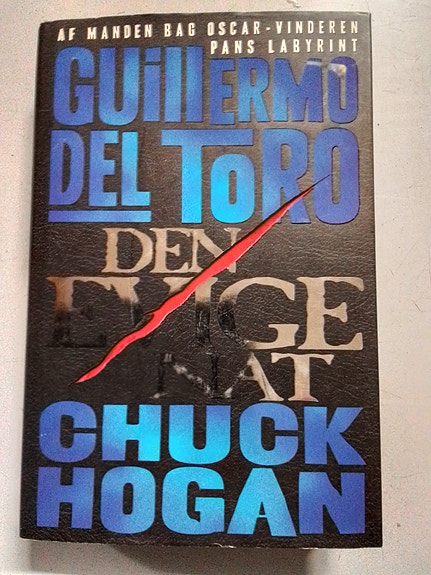 AF MANDEN BAG OSCAR-VINDEREN
PANS LABYRINT
GUillERMO
DEL TORO
DEN
EVIGE
NAT
CHUCK
HOGAN